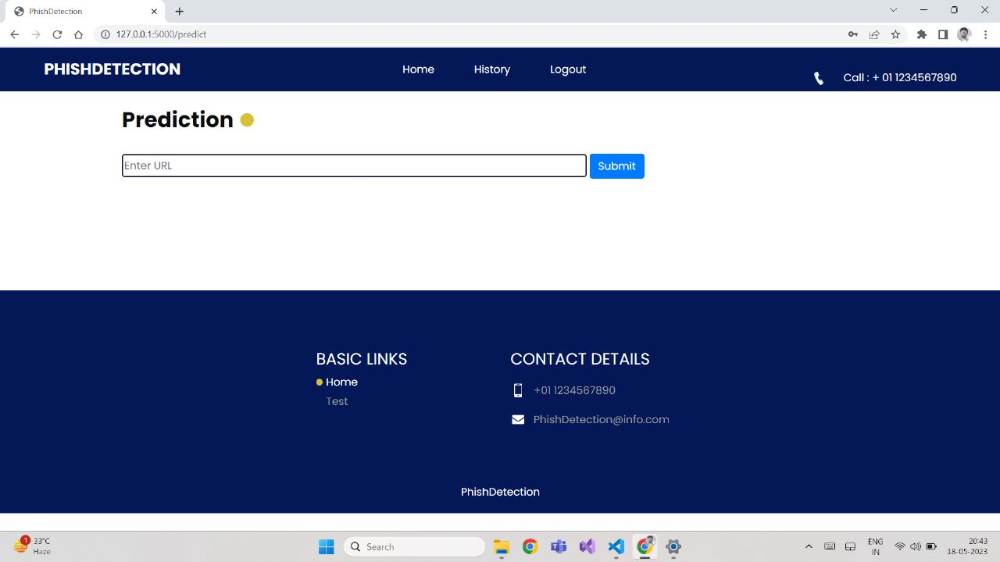 PhishDetection
127.0.0.1:5000/predict
PHISHDETECTION
Home
History
Logout
Call : + 01 1234567890
Prediction
Enter URL
Submit
BASIC LINKS
Home
Test
CONTACT DETAILS
+01 1234567890
PhishDetection@info.com
PhishDetection
1
33°C
Haze
Search
ENG
IN
20:43
18-05-2023